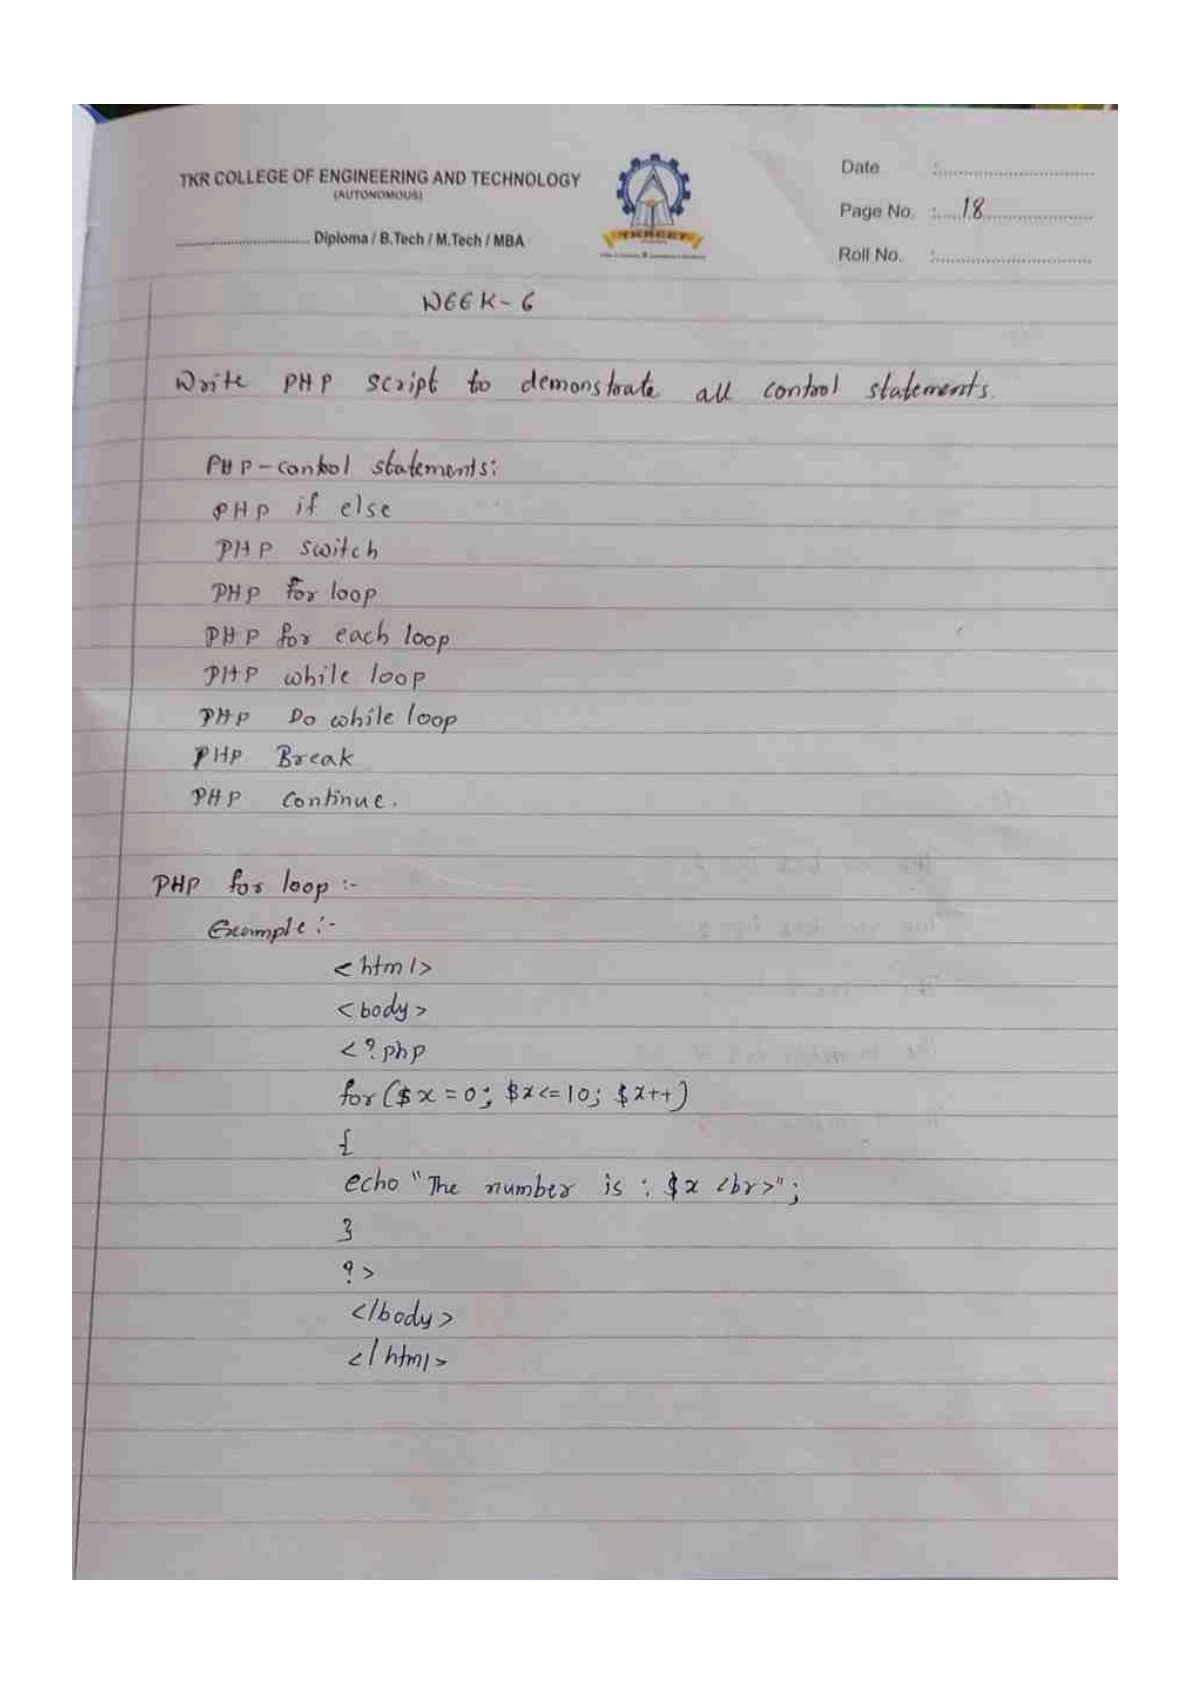 TKR COLLEGE OF ENGINEERING AND TECHNOLOGY
(AUTONOMOUS)
Diploma / B.Tech / M.Tech / MBA
TKRCET
Date :
Page No. : 18
Roll No. :
WEEK-6
Write PHP script to demonstrate all control statements.
PHP-control statements:
PHP if else
PHP switch
PHP for loop
PHP for each loop
PHP while loop
PHP Do while loop
PHP Break
PHP Continue.
PHP for loop :-
Example :-
<html>
<body>
<?php
for ($x = 0; $x<=10; $x++)
{
echo "The number is : $x <br>";
}
?>
</body>
</html>